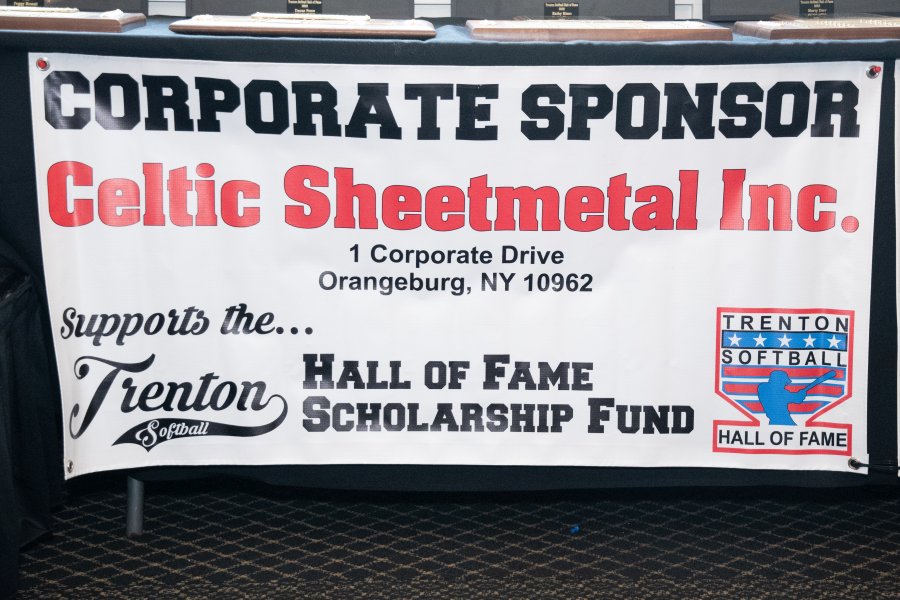 CORPORATE SPONSOR
Celtic Sheetmetal Inc.
1 Corporate Drive
Orangeburg, NY 10962
Supports the...
Trenton
Softball
HALL OF FAME
SCHOLARSHIP FUND
TRENTON
SOFTBALL
HALL OF FAME